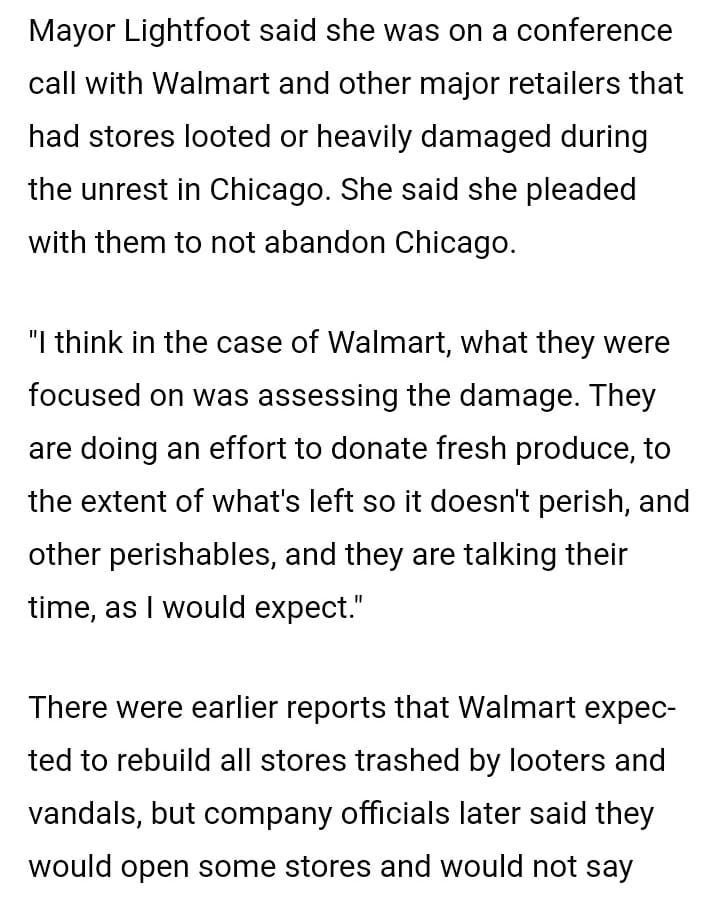 Mayor Lightfoot said she was on a conference
call with Walmart and other major retailers that
had stores looted or heavily damaged during
the unrest in Chicago. She said she pleaded
with them to not abandon Chicago.
"I think in the case of Walmart, what they were
focused on was assessing the damage. They
are doing an effort to donate fresh produce, to
the extent of what's left so it doesn't perish, and
other perishables, and they are talking their
time, as I would expect."
There were earlier reports that Walmart expec-
ted to rebuild all stores trashed by looters and
vandals, but company officials later said they
would open some stores and would not say